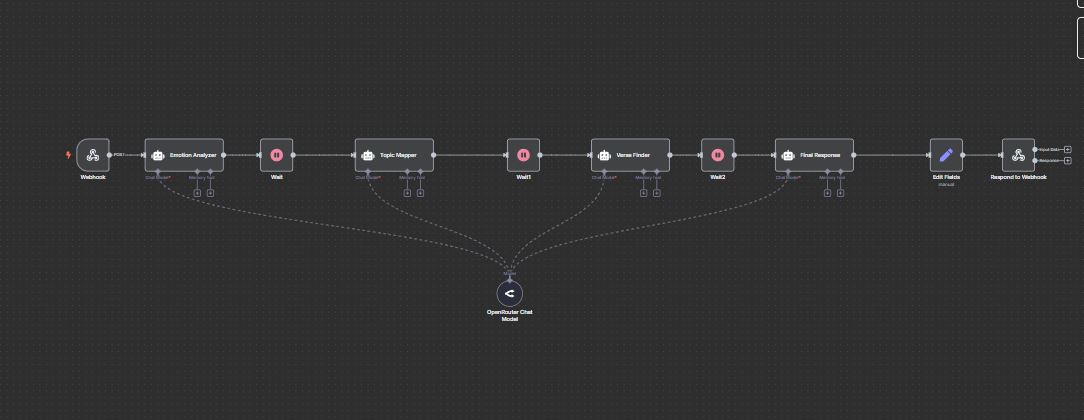 POST
Emotion Analyzer
Topic Mapper
Verse Finder
Final Response
Input Data
Response
Webhook
Chat Model*
Memory
Tool
Wait
Chat Model*
Memory
Tool
Wait1
Chat Model*
Memory
Tool
Wait2
Chat Model*
Memory
Tool
Edit Fields
manual
Respond to Webhook
Model
OpenRouter Chat
Model